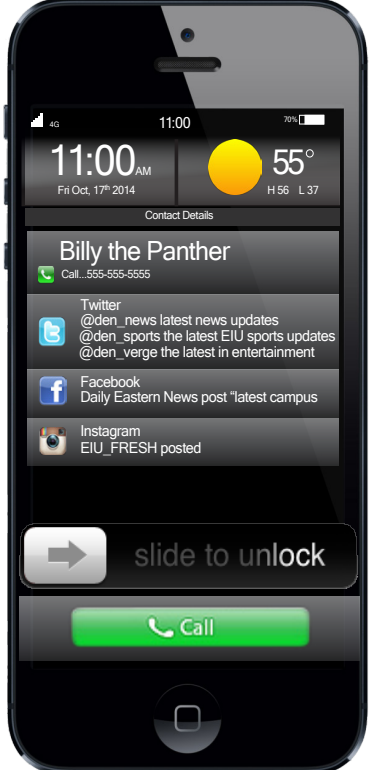 4G
11:00
70%
11:00 AM
Fri Oct, 17th 2014
55°
H 56 L 37
Contact Details
Billy the Panther
Call...555-555-5555
Twitter
@den_news latest news updates
@den_sports the latest EIU sports updates
@den_verge the latest in entertainment
Facebook
Daily Eastern News post “latest campus
Instagram
EIU_FRESH posted
slide to unlock
Call